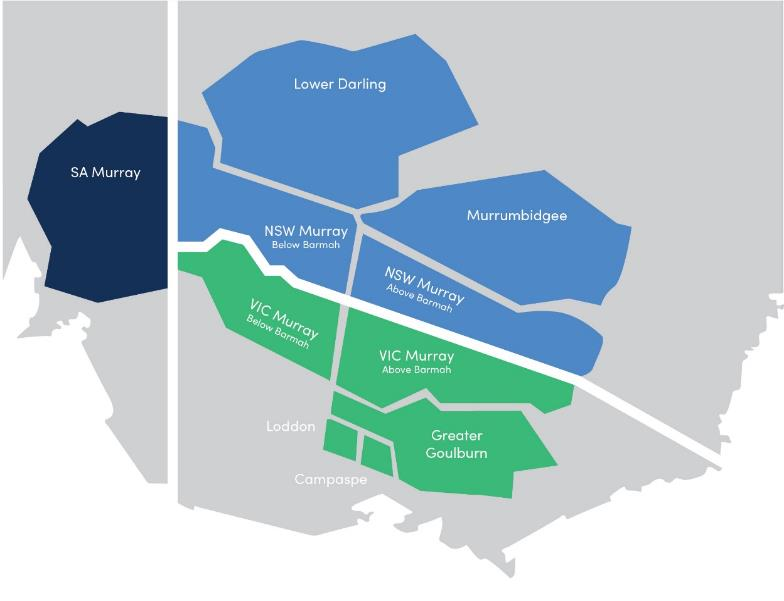 Lower Darling
SA Murray
Murrumbidgee
NSW Murray
Below Barmah
NSW Murray
Above Barmah
VIC Murray
Below Barmah
VIC Murray
Above Barmah
Loddon
Greater
Goulburn
Campaspe